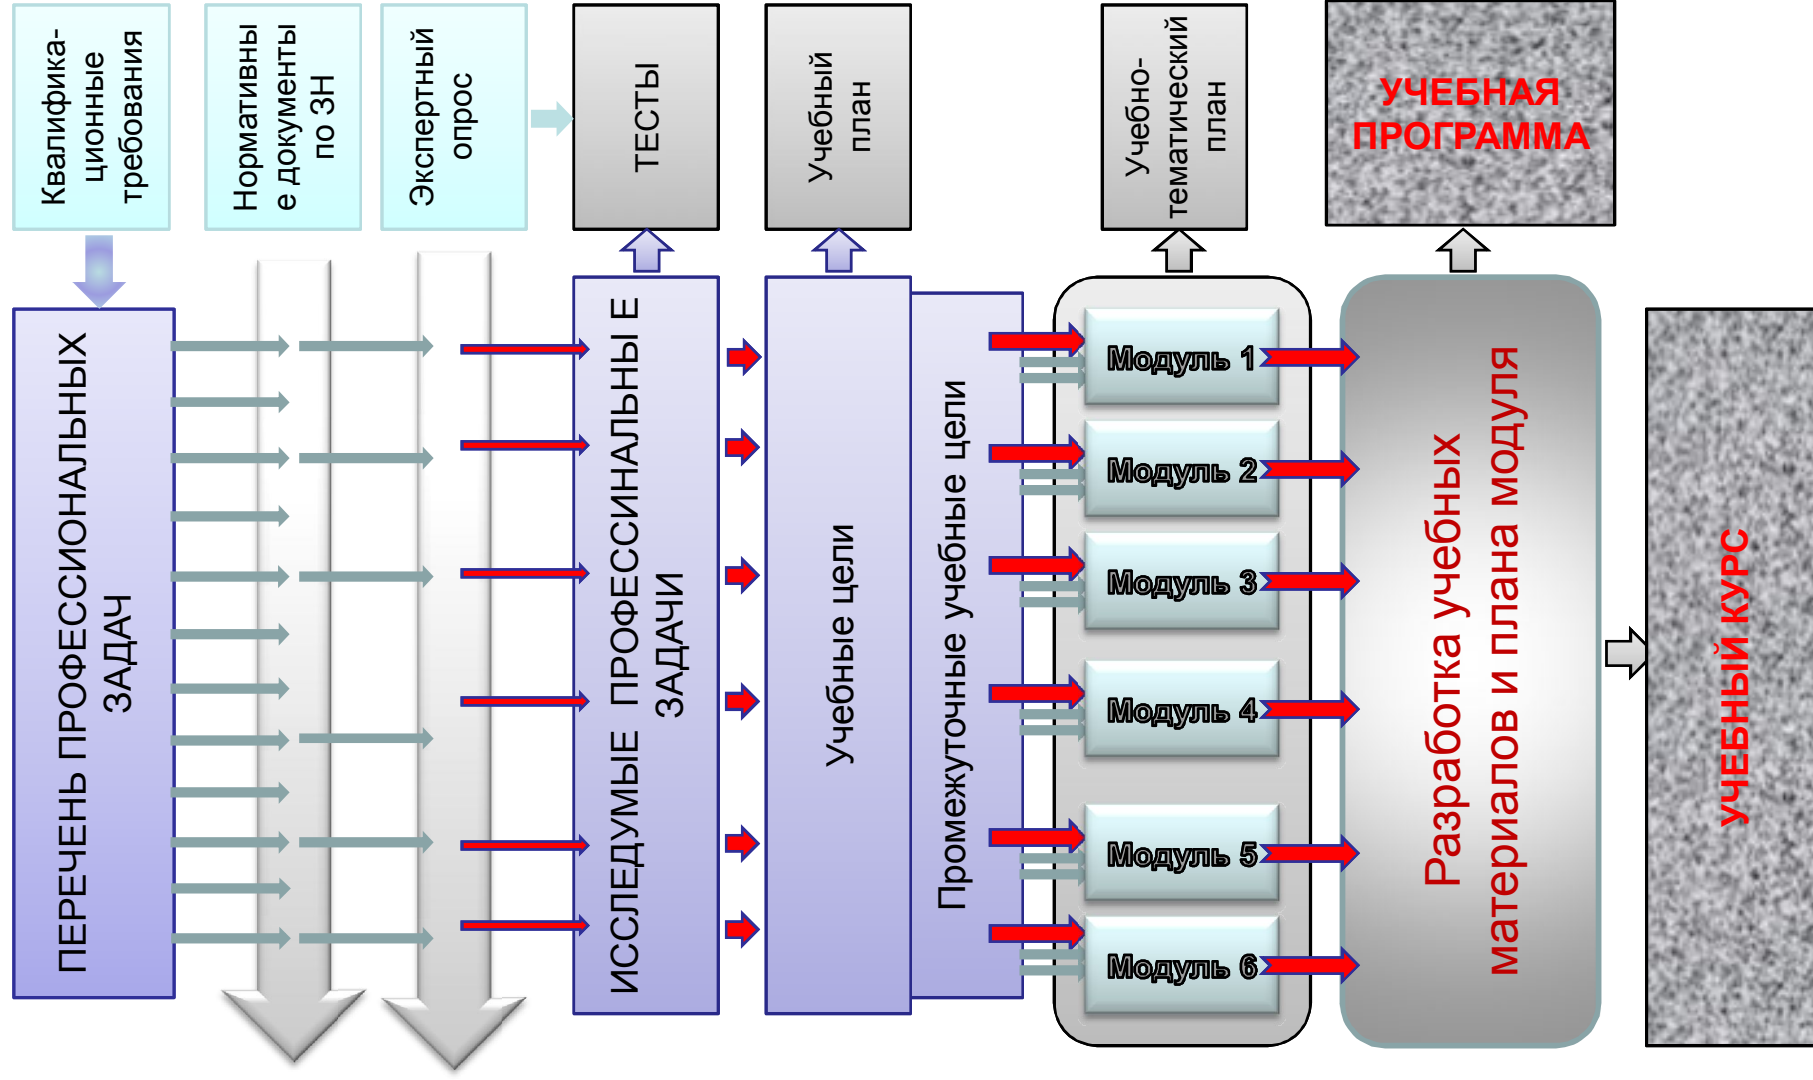 Квалифика-
ционные
требования
Нормативны
е документы
по ЗН
Экспертный
опрос
ТЕСТЫ
Учебный
план
Учебно-
тематический
план
УЧЕБНАЯ
ПРОГРАММА
ПЕРЕЧЕНЬ ПРОФЕССИОНАЛЬНЫХ
ЗАДАЧ
ИССЛЕДУМЫЕ ПРОФЕССИНАЛЬНЫ Е
ЗАДАЧИ
Учебные цели
Промежуточные учебные цели
Модуль 1
Модуль 2
Модуль 3
Модуль 4
Модуль 5
Модуль 6
Разработка учебных
материалов и плана модуля
УЧЕБНЫЙ КУРС